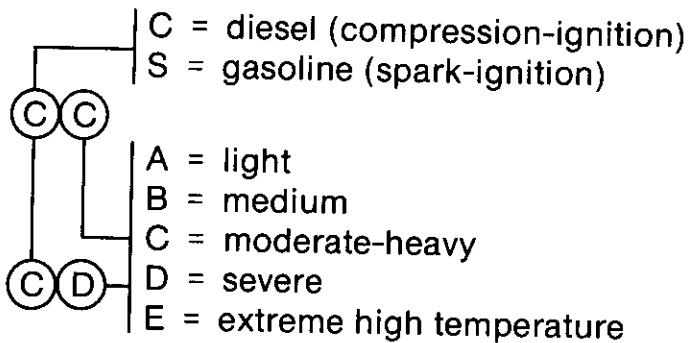 C = diesel (compression-ignition)
S = gasoline (spark-ignition)
C C
A = light
B = medium
C = moderate-heavy
C D D = severe
E = extreme high temperature